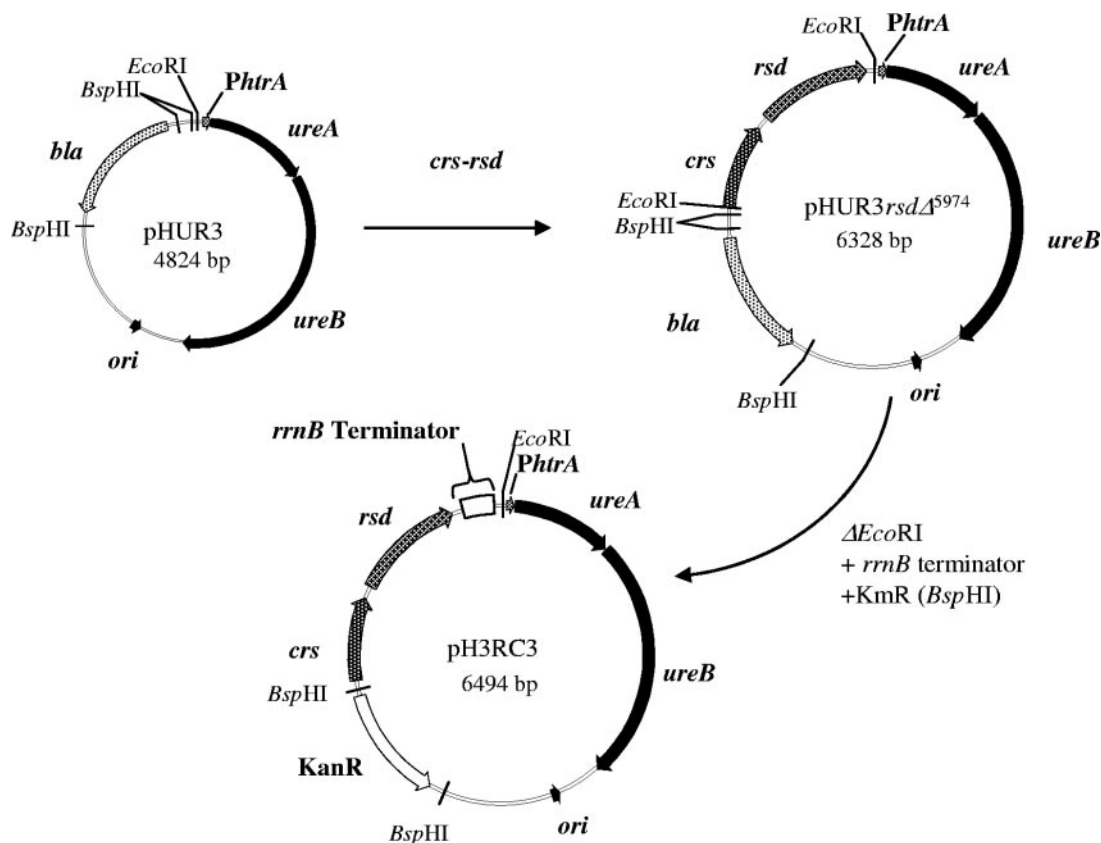 EcoRI
BspHI
PhtrA
ureA
bla
BspHI
pHUR3
4824 bp
ureB
ori
crs-rsd
EcoRI
PhtrA
rsd
ureA
crs
EcoRI
BspHI
pHUR3rsdΔ5974
6328 bp
ureB
bla
BspHI
ori
ΔEcoRI
+ rrnB terminator
+KmR (BspHI)
rrnB Terminator
EcoRI
PhtrA
rsd
ureA
crs
pH3RC3
6494 bp
ureB
BspHI
KanR
BspHI
ori